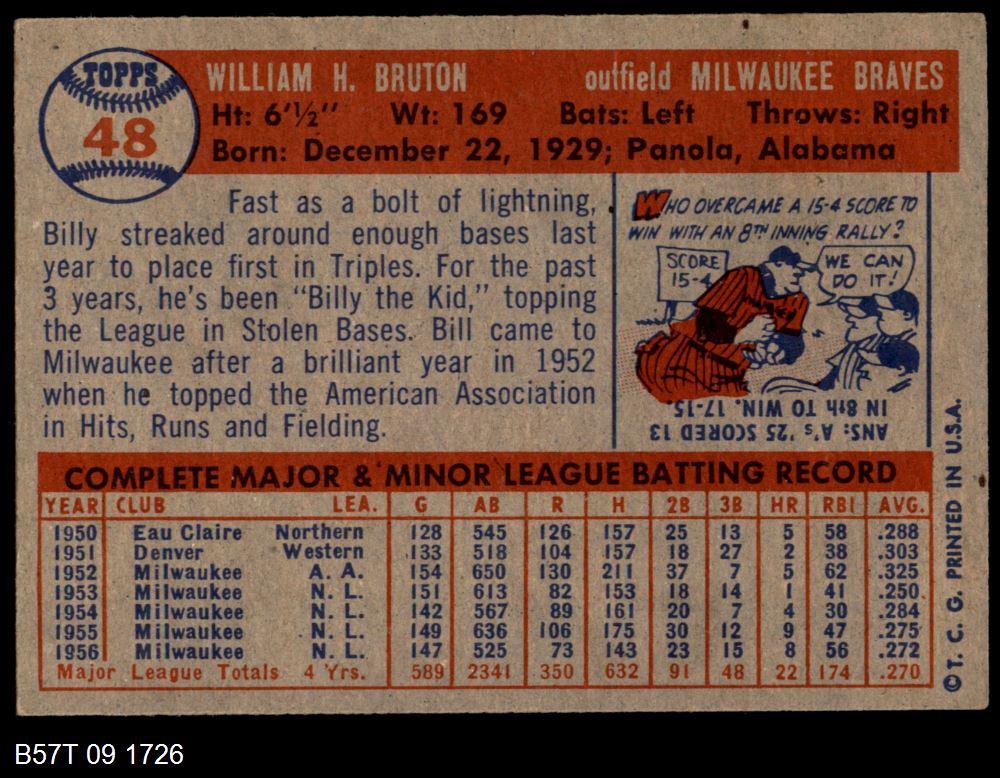 TOPPS
48
WILLIAM H. BRUTON outfield MILWAUKEE BRAVES
Ht: 6'½" Wt: 169 Bats: Left Throws: Right
Born: December 22, 1929; Panola, Alabama
Fast as a bolt of lightning,
Billy streaked around enough bases last
year to place first in Triples. For the past
3 years, he's been "Billy the Kid," topping
the League in Stolen Bases. Bill came to
Milwaukee after a brilliant year in 1952
when he topped the American Association
in Hits, Runs and Fielding.
WHO OVERCAME A 15-4 SCORE TO
WIN WITH AN 8TH INNING RALLY?
SCORE
15-4
WE CAN
DO IT!
ANS: A's '25 SCORED 13
IN 8th TO WIN. 17-15.
COMPLETE MAJOR & MINOR LEAGUE BATTING RECORD
YEAR CLUB LEA. G AB R H 2B 3B HR RBI AVG.
1950 Eau Claire Northern 128 545 126 157 25 13 5 58 .288
1951 Denver Western 133 518 104 157 18 27 2 38 .303
1952 Milwaukee A. A. 154 650 130 211 37 7 5 62 .325
1953 Milwaukee N. L. 151 613 82 153 18 14 1 41 .250
1954 Milwaukee N. L. 142 567 89 161 20 7 4 30 .284
1955 Milwaukee N. L. 149 636 106 175 30 12 9 47 .275
1956 Milwaukee N. L. 147 525 73 143 23 15 8 56 .272
Major League Totals 4 Yrs. 589 2341 350 632 91 48 22 174 .270
©T. C. G. PRINTED IN U.S.A.
B57T 09 1726